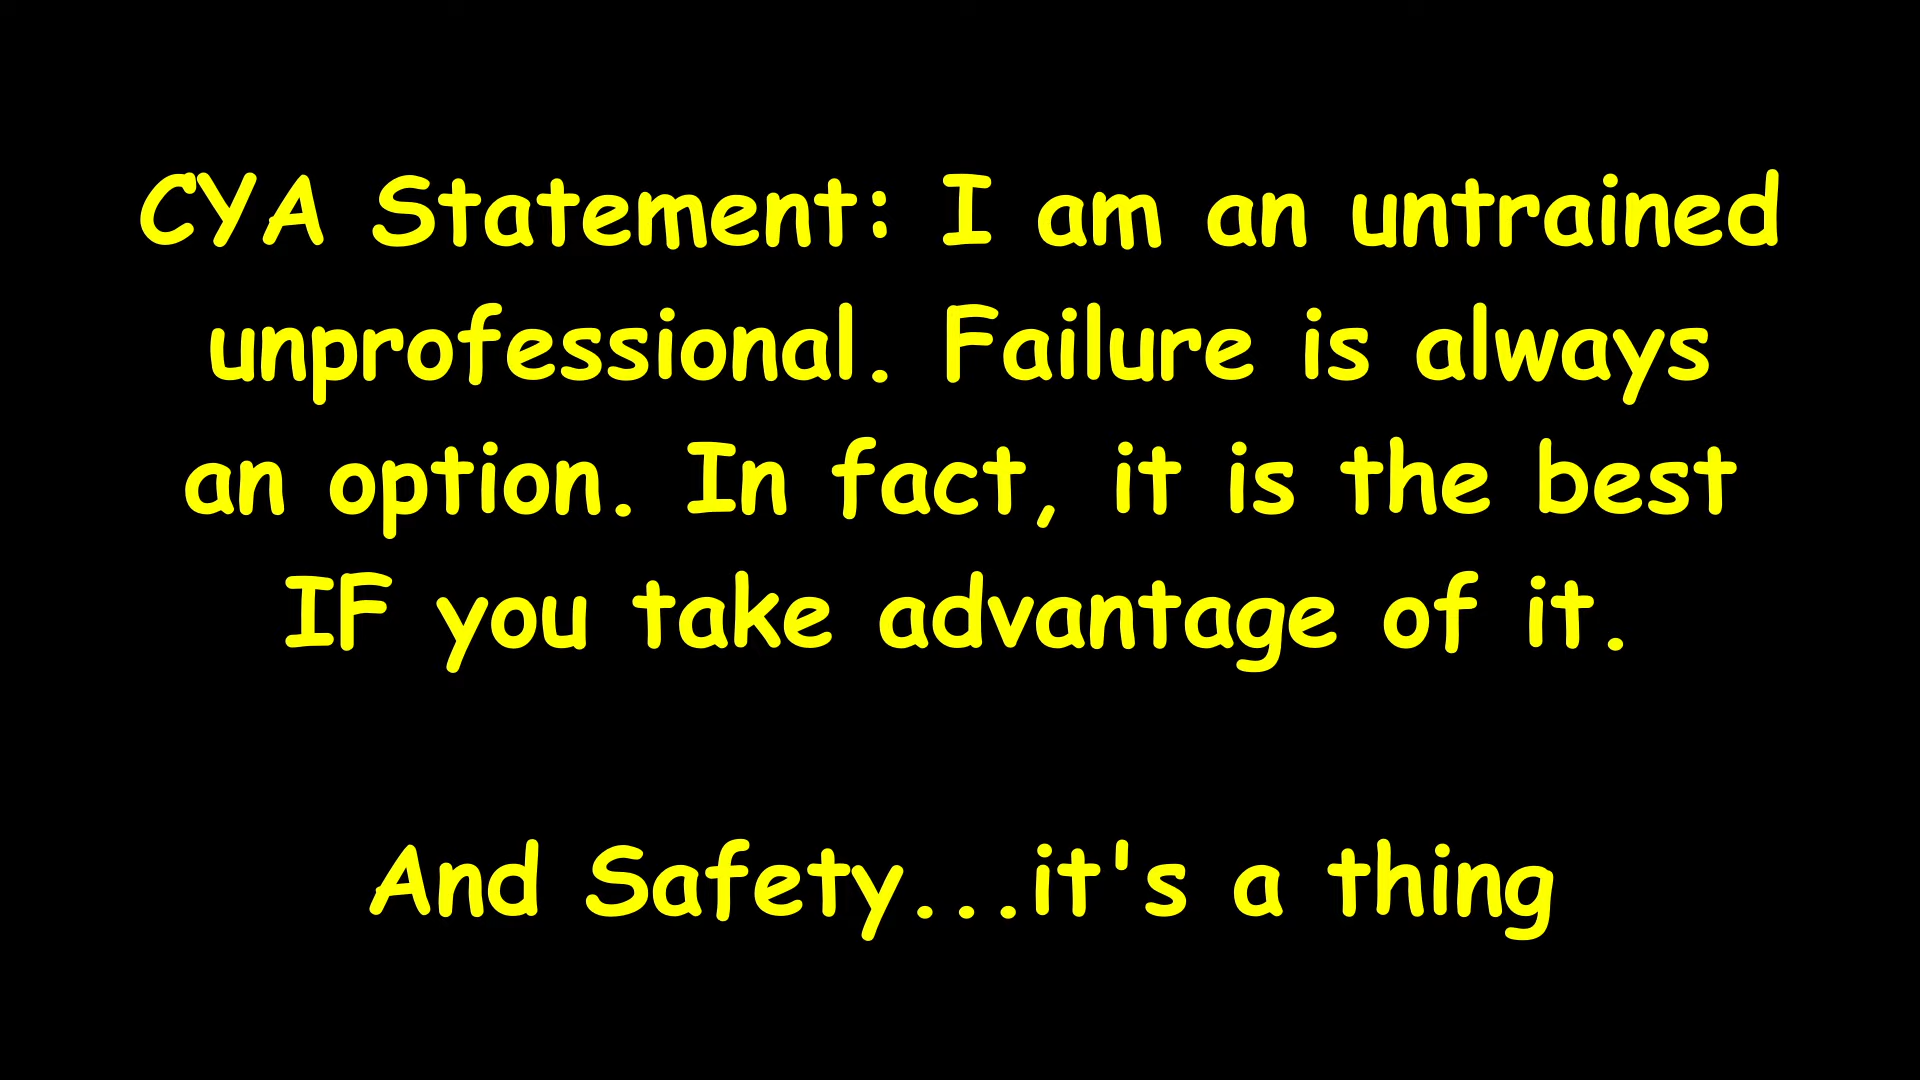 CYA Statement: I am an untrained
unprofessional. Failure is always
an option. In fact, it is the best
IF you take advantage of it.
And Safety...it's a thing